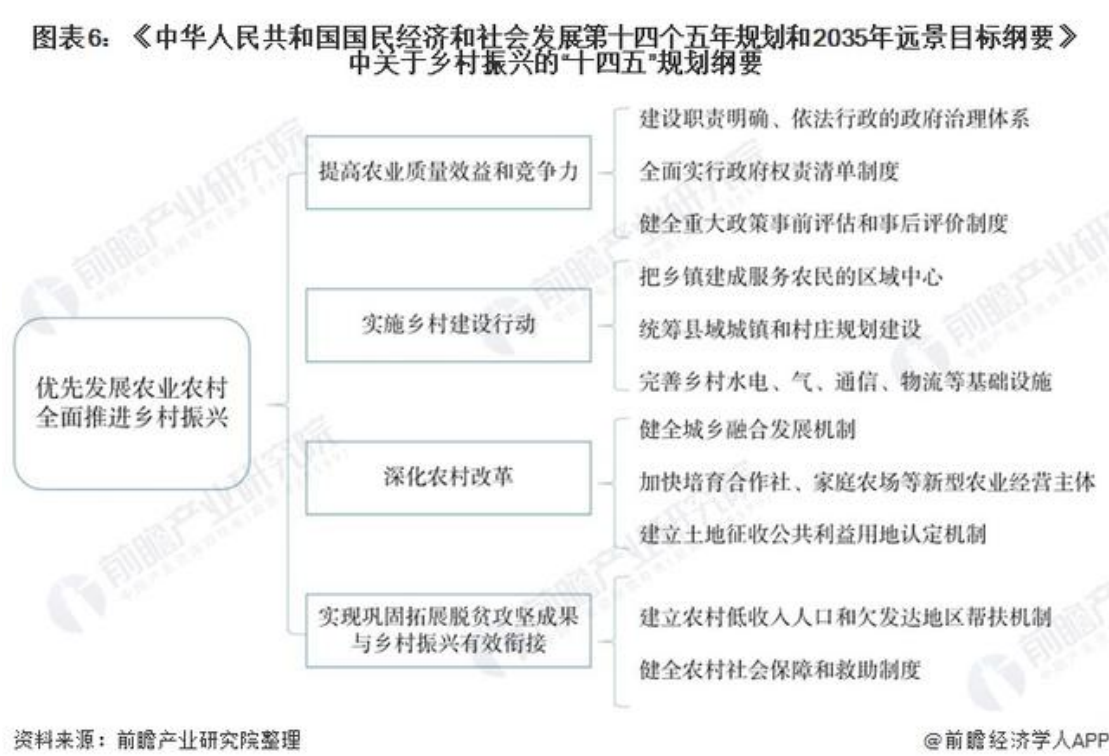 图表6：《中华人民共和国国民经济和社会发展第十四个五年规划和2035年远景目标纲要》
中关于乡村振兴的“十四五”规划纲要
优先发展农业农村
全面推进乡村振兴
提高农业质量效益和竞争力
建设职责明确、依法行政的政府治理体系
全面实行政府权责清单制度
健全重大政策事前评估和事后评价制度
实施乡村建设行动
把乡镇建成服务农民的区域中心
统筹县域城镇和村庄规划建设
完善乡村水电、气、通信、物流等基础设施
深化农村改革
健全城乡融合发展机制
加快培育合作社、家庭农场等新型农业经营主体
建立土地征收公共利益用地认定机制
实现巩固拓展脱贫攻坚成果
与乡村振兴有效衔接
建立农村低收入人口和欠发达地区帮扶机制
健全农村社会保障和救助制度
资料来源：前瞻产业研究院整理
@前瞻经济学人APP
前瞻产业研究院
前瞻产业研究院